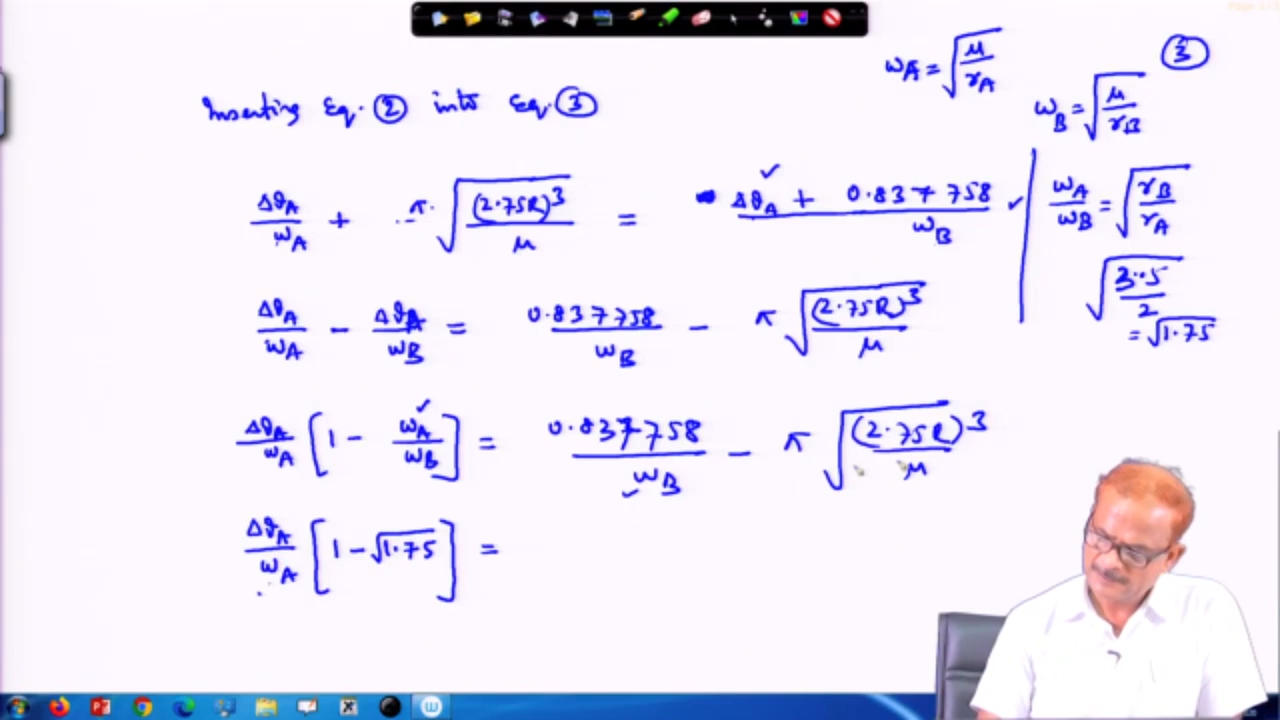 ③
ωA = √(μ/rA)
ωB = √(μ/rB)
Inserting Eq. ② into Eq. ③
ΔθA/ωA + π √((2.75R)³/μ) = (ΔθA + 0.837758)/ωB ✓
ωA/ωB = √(rB/rA)
√(3.5/2)
= √1.75
ΔθA/ωA - ΔθA/ωB = 0.837758/ωB - π √((2.75R)³/μ)
ΔθA/ωA [1 - ωA/ωB] = 0.837758/ωB - π √((2.75R)³/μ)
ΔθA/ωA [1 - √1.75] =